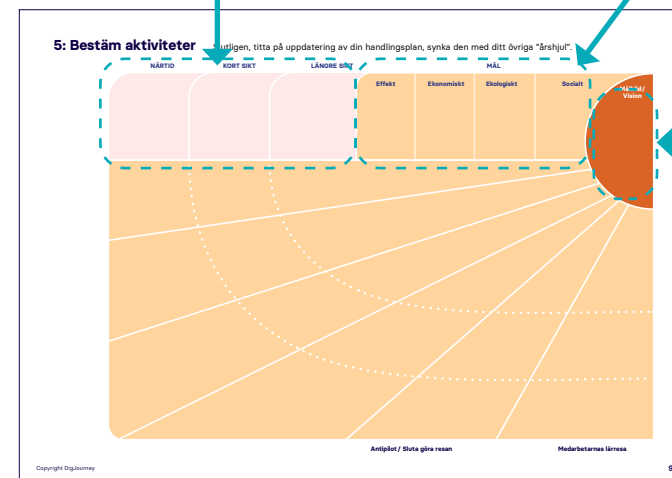 5: Bestäm aktiviteter
Slutligen, titta på uppdatering av din handlingsplan, synka den med ditt övriga "årshjul".
NÄRTID KORT SIKT LÄNGRE SIKT MÅL
Effekt Ekonomiskt Ekologiskt Socialt
Vision
Antipilot / Sluta göra resan Medarbetarnas lärresa
Copyright DigJourney